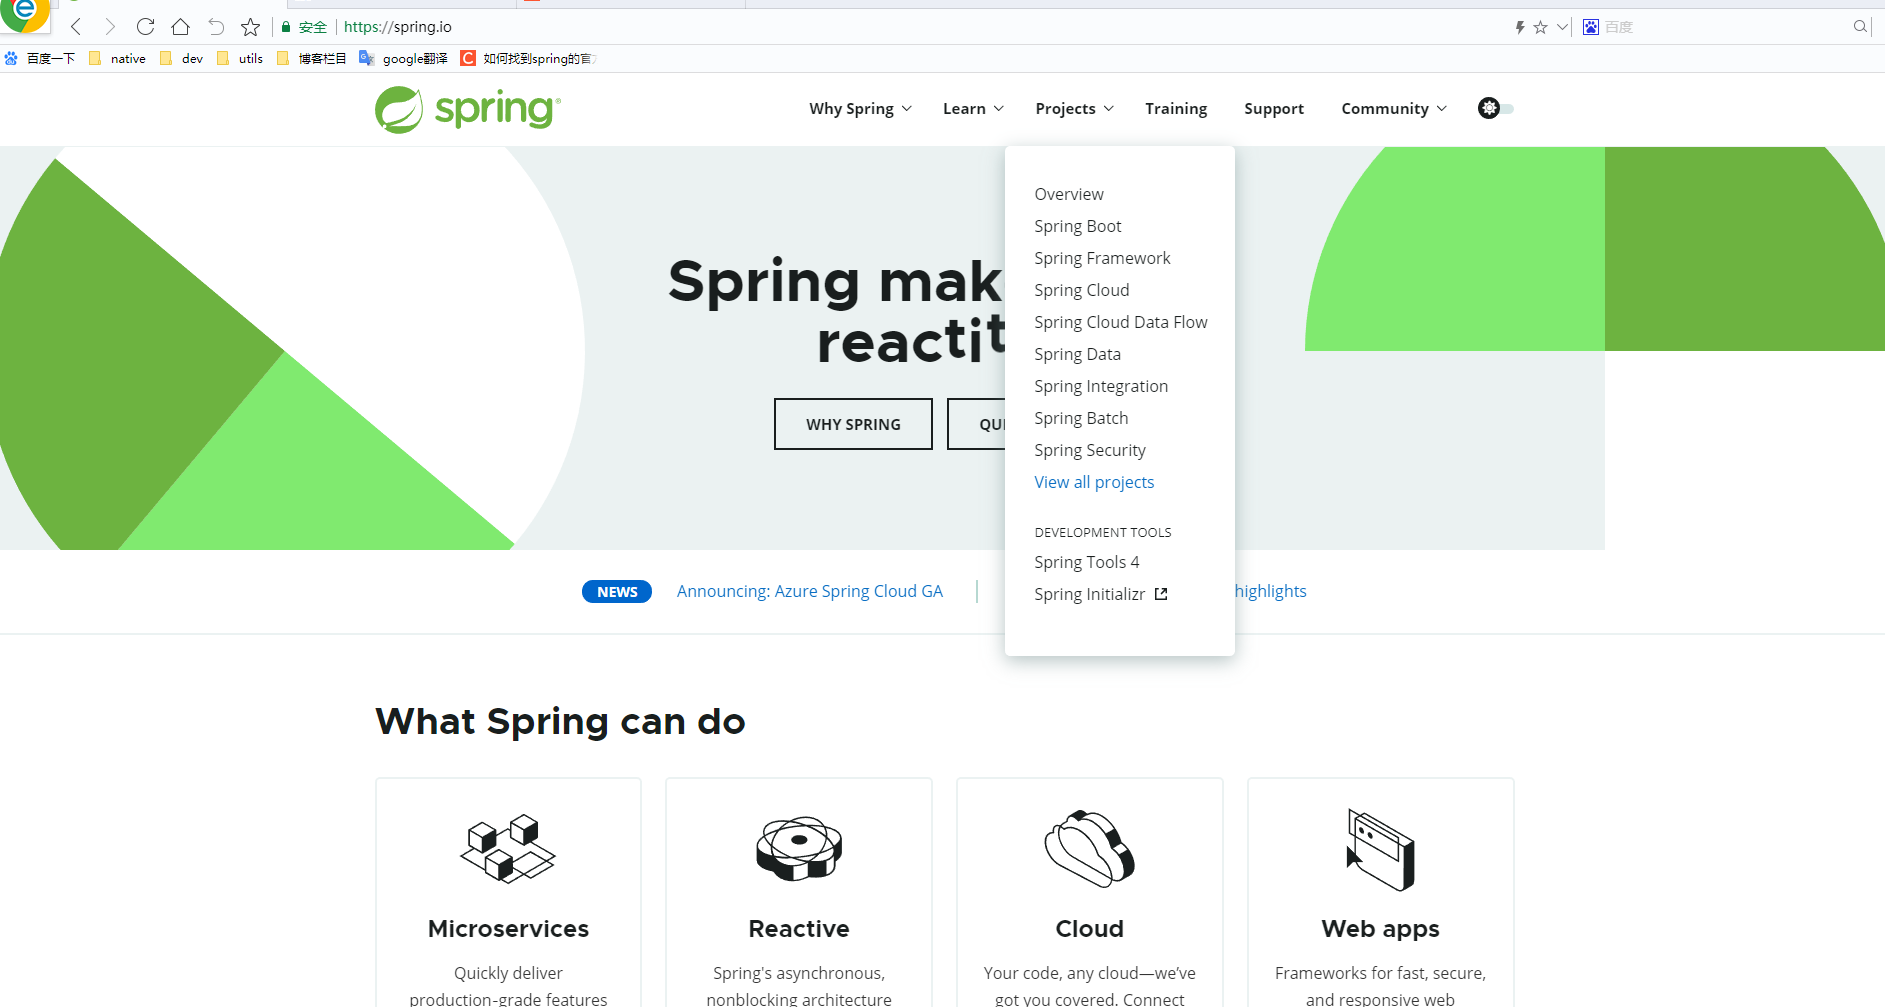 安全 https://spring.io 百度
百度一下 native dev utils 博客栏目 google翻译 如何找到spring的官
spring
Why Spring Learn Projects Training Support Community
Overview
Spring Boot
Spring Framework
Spring Cloud
Spring Cloud Data Flow
Spring Data
Spring Integration
Spring Batch
Spring Security
View all projects
DEVELOPMENT TOOLS
Spring Tools 4
Spring Initializr
Spring mak
reactit
WHY SPRING QUI
NEWS Announcing: Azure Spring Cloud GA highlights
What Spring can do
Microservices
Quickly deliver
production-grade features
Reactive
Spring's asynchronous,
nonblocking architecture
Cloud
Your code, any cloud—we've
got you covered. Connect
Web apps
Frameworks for fast, secure,
and responsive web